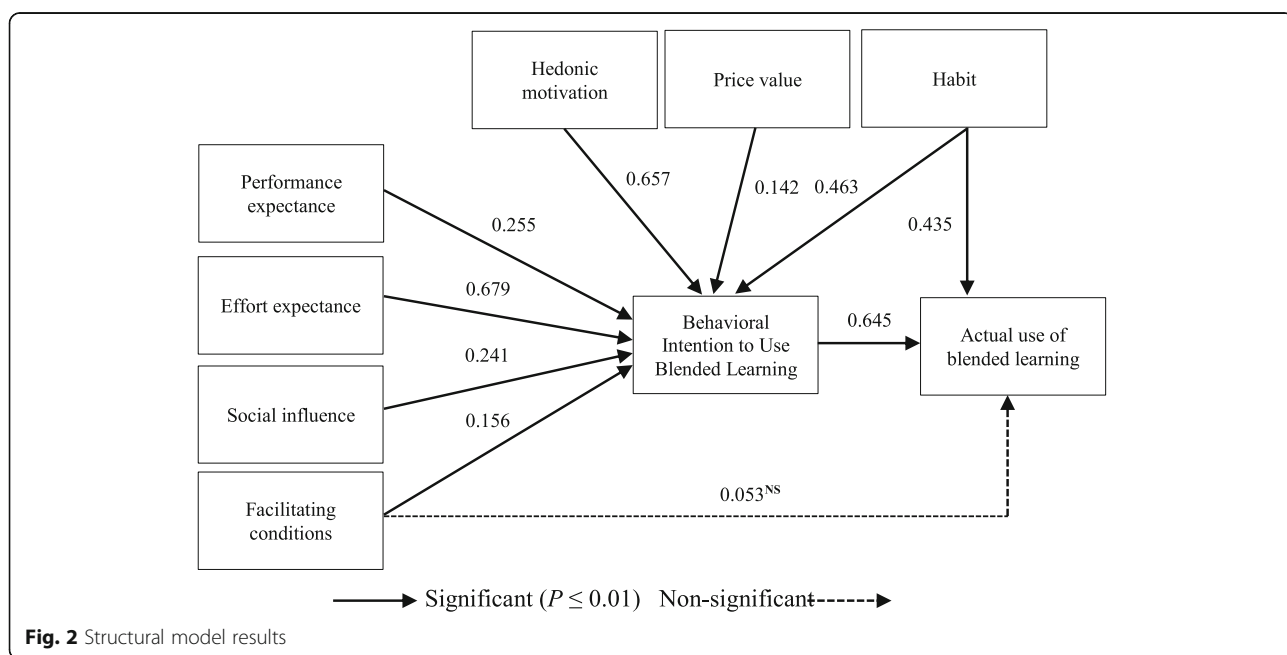 Hedonic
motivation
Price value
Habit
Performance
expectance
0.657
0.142
0.463
0.255
0.435
Effort expectance
0.679
Behavioral
Intention to Use
Blended Learning
0.645
Actual use of
blended learning
0.241
Social influence
0.156
Facilitating
conditions
0.053NS
Significant (P ≤ 0.01) Non-significant
Fig. 2 Structural model results